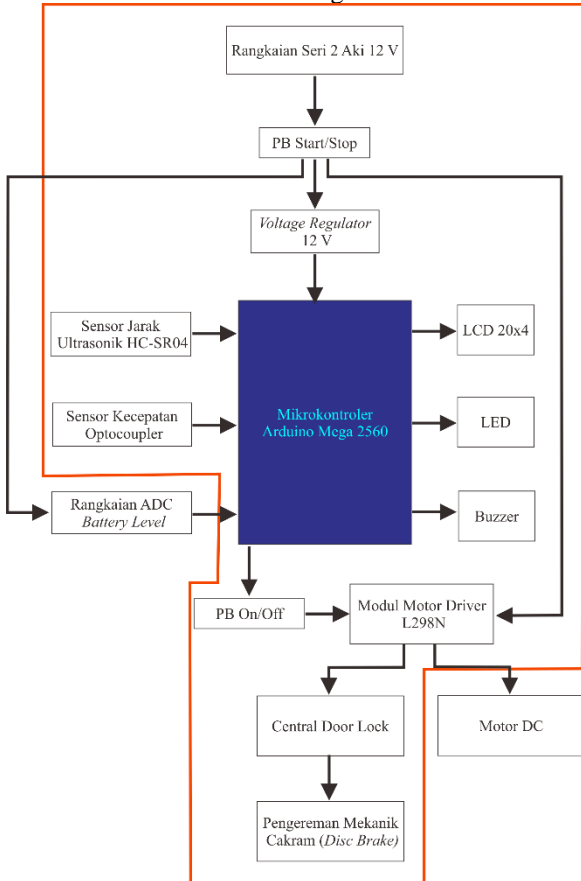 Rangkaian Seri 2 Aki 12 V
PB Start/Stop
Voltage Regulator
12 V
Sensor Jarak
Ultrasonik HC-SR04
LCD 20x4
Sensor Kecepatan
Optocoupler
Mikrokontroler
Arduino Mega 2560
LED
Rangkaian ADC
Battery Level
Buzzer
PB On/Off
Modul Motor Driver
L298N
Central Door Lock
Motor DC
Pengereman Mekanik
Cakram (Disc Brake)